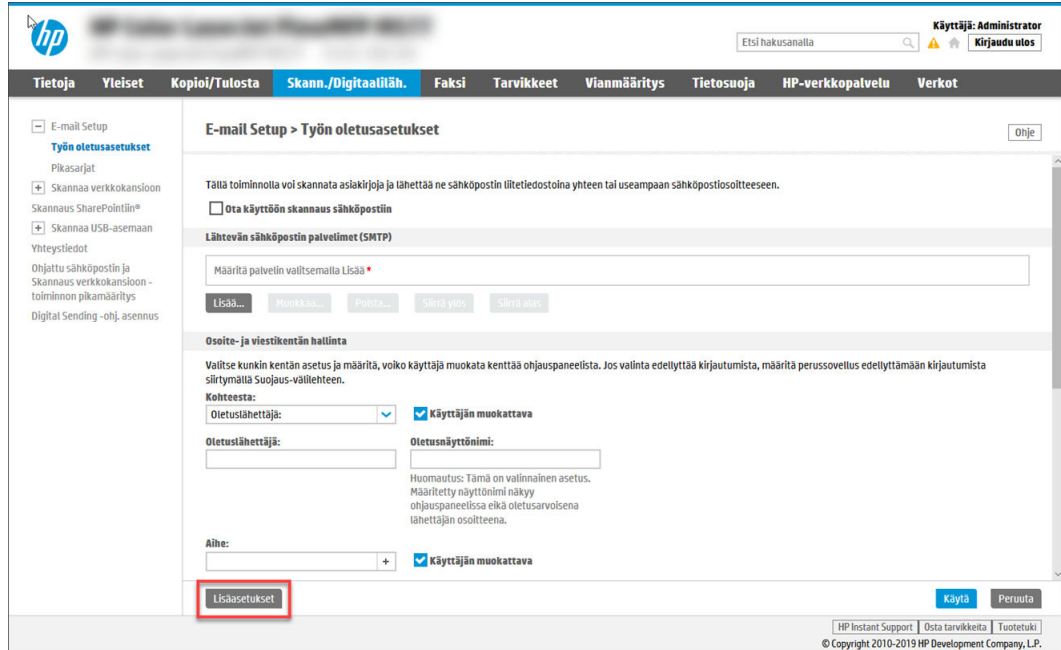 hp
Käyttäjä: Administrator
Etsi hakusanalla
Kirjaudu ulos
Tietoja Yleiset Kopioi/Tulosta Skann./Digitaaliläh. Faksi Tarvikkeet Vianmääritys Tietosuoja HP-verkkopalvelu Verkot
E-mail Setup
Työn oletusasetukset
Pikasarjat
Skannaa verkkokansioon
Skannaus SharePointiin®
Skannaa USB-asemaan
Yhteystiedot
Ohjattu sähköpostin ja
Skannaus verkkokansioon -
toiminnon pikamääritys
Digital Sending -ohj. asennus
E-mail Setup > Työn oletusasetukset
Ohje
Tällä toiminnolla voi skannata asiakirjoja ja lähettää ne sähköpostin liitetiedostoina yhteen tai useampaan sähköpostiosoitteeseen.
Ota käyttöön skannaus sähköpostiin
Lähtevän sähköpostin palvelimet (SMTP)
Määritä palvelin valitsemalla Lisää *
Lisää... Muokkaa... Poista... Siirrä ylös Siirrä alas
Osoite- ja viestikentän hallinta
Valitse kunkin kentän asetus ja määritä, voiko käyttäjä muokata kenttää ohjauspaneelista. Jos valinta edellyttää kirjautumista, määritä perussovellus edellyttämään kirjautumista
siirtymällä Suojaus-välilehteen.
Kohteesta:
Oletuslähettäjä:
Käyttäjän muokattava
Oletuslähettäjä: Oletusnäyttönimi:
Huomautus: Tämä on valinnainen asetus.
Määritetty näyttönimi näkyy
ohjauspaneelissa eikä oletusarvoisena
lähettäjän osoitteena.
Aihe:
+
Käyttäjän muokattava
Lisäasetukset
Käytä Peruuta
HP Instant Support Osta tarvikkeita Tuotetuki
© Copyright 2010-2019 HP Development Company, L.P.